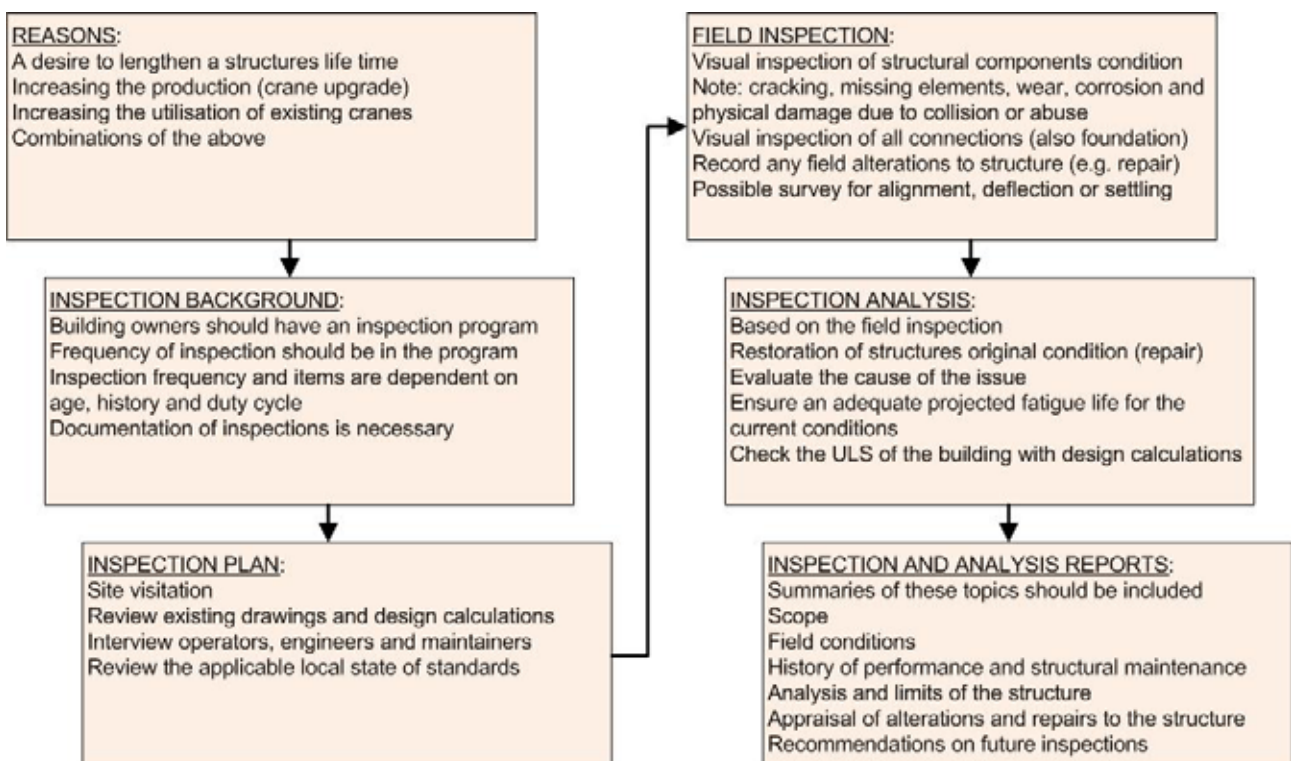 REASONS:
A desire to lengthen a structures life time
Increasing the production (crane upgrade)
Increasing the utilisation of existing cranes
Combinations of the above
INSPECTION BACKGROUND:
Building owners should have an inspection program
Frequency of inspection should be in the program
Inspection frequency and items are dependent on
age, history and duty cycle
Documentation of inspections is necessary
INSPECTION PLAN:
Site visitation
Review existing drawings and design calculations
Interview operators, engineers and maintainers
Review the applicable local state of standards
FIELD INSPECTION:
Visual inspection of structural components condition
Note: cracking, missing elements, wear, corrosion and
physical damage due to collision or abuse
Visual inspection of all connections (also foundation)
Record any field alterations to structure (e.g. repair)
Possible survey for alignment, deflection or settling
INSPECTION ANALYSIS:
Based on the field inspection
Restoration of structures original condition (repair)
Evaluate the cause of the issue
Ensure an adequate projected fatigue life for the
current conditions
Check the ULS of the building with design calculations
INSPECTION AND ANALYSIS REPORTS:
Summaries of these topics should be included
Scope
Field conditions
History of performance and structural maintenance
Analysis and limits of the structure
Appraisal of alterations and repairs to the structure
Recommendations on future inspections